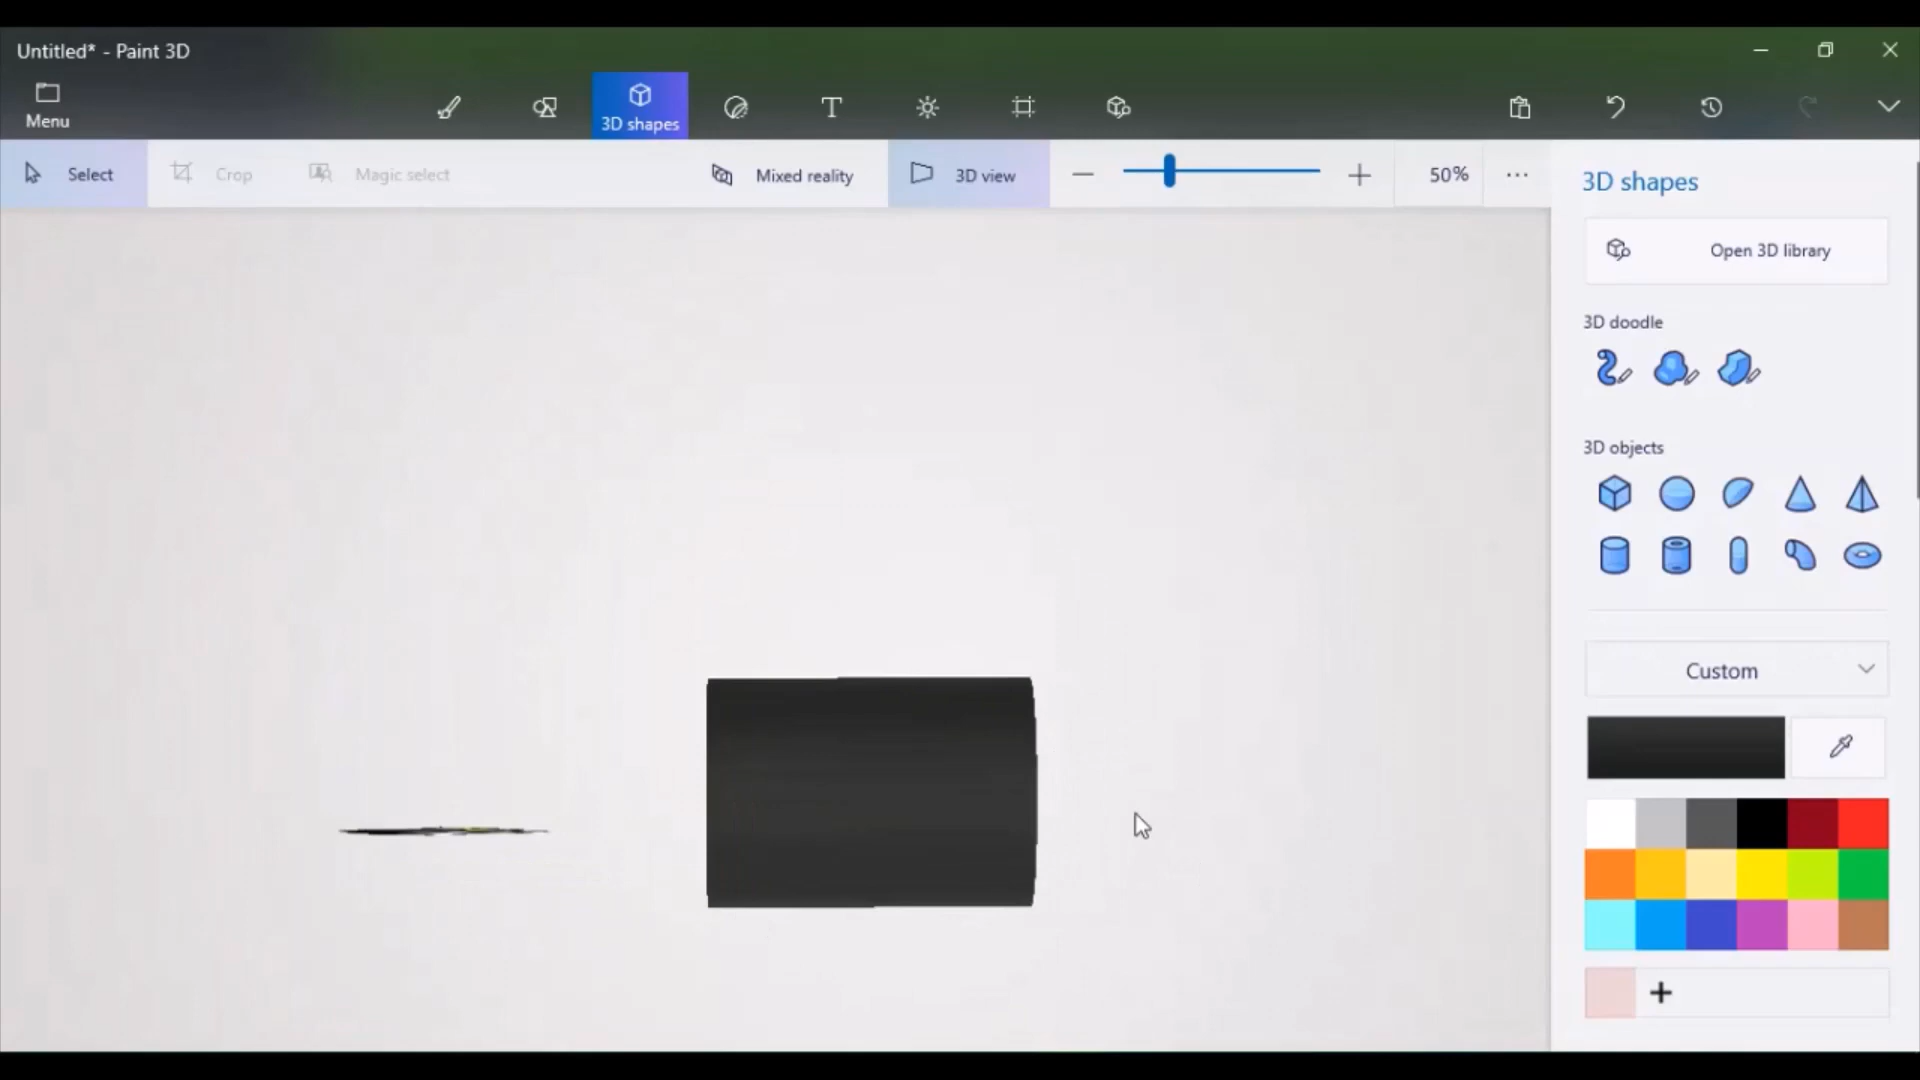 Untitled* - Paint 3D
Menu
3D shapes
T
Select
Crop
Magic select
Mixed reality
3D view
50%
3D shapes
Open 3D library
3D doodle
3D objects
Custom